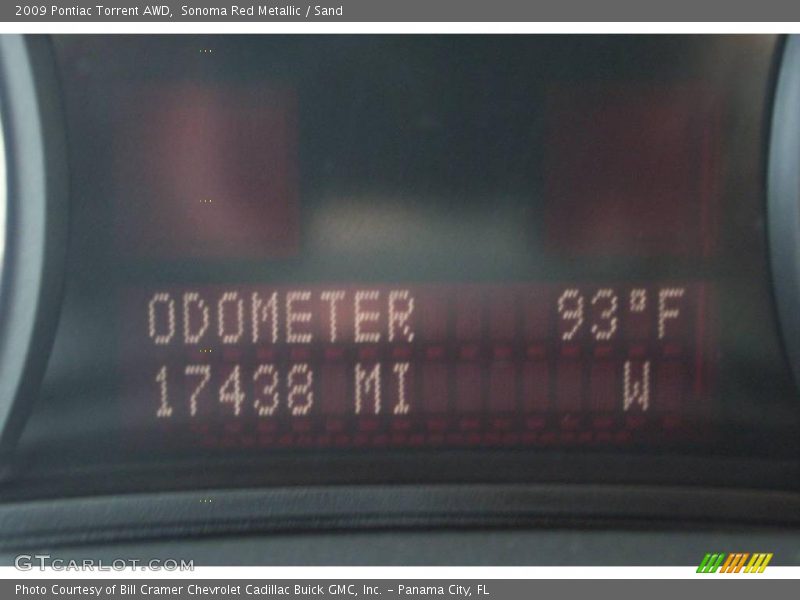 2009 Pontiac Torrent AWD, Sonoma Red Metallic / Sand
ODOMETER 93°F
17438 MI W
GTCARLOT.COM
Photo Courtesy of Bill Cramer Chevrolet Cadillac Buick GMC, Inc. - Panama City, FL